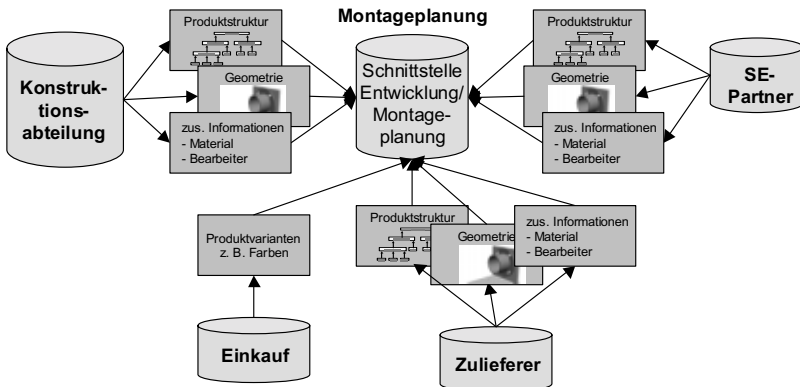 Montageplanung
Produktstruktur
Geometrie
zus. Informationen
- Material
- Bearbeiter
Konstruk-
tions-
abteilung
Schnittstelle
Entwicklung/
Montage-
planung
Produktstruktur
Geometrie
zus. Informationen
- Material
- Bearbeiter
SE-
Partner
Produktvarianten
z. B. Farben
Produktstruktur
Geometrie
zus. Informationen
- Material
- Bearbeiter
Einkauf
Zulieferer